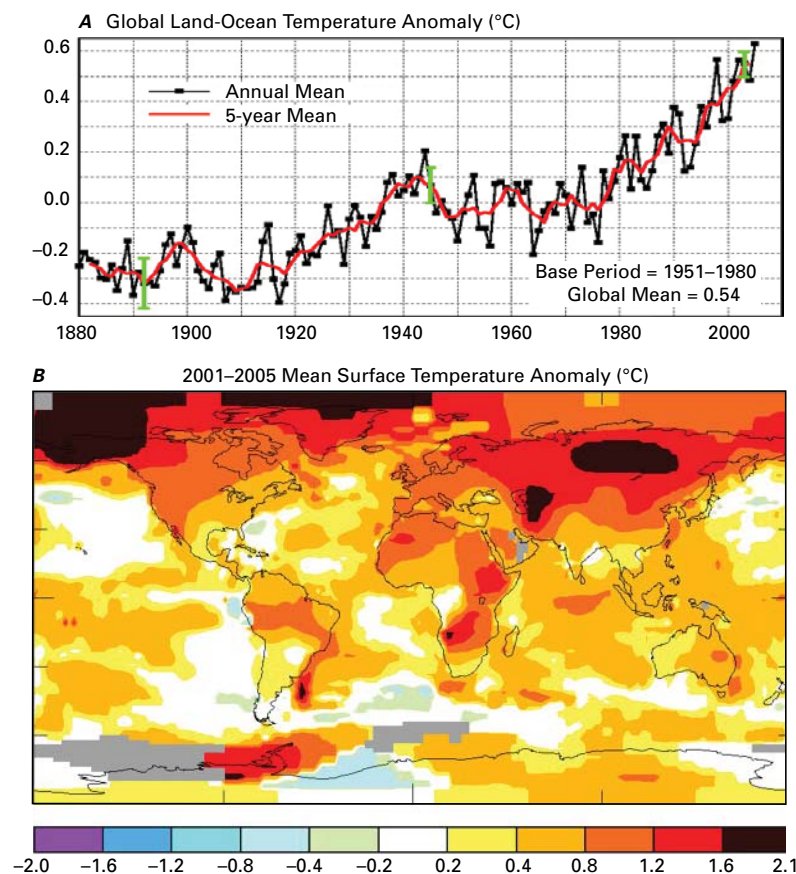 A Global Land-Ocean Temperature Anomaly (°C)
0.6
0.4
0.2
0.0
–0.2
–0.4
Annual Mean
5-year Mean
Base Period = 1951–1980
Global Mean = 0.54
1880 1900 1920 1940 1960 1980 2000
B 2001–2005 Mean Surface Temperature Anomaly (°C)
–2.0 –1.6 –1.2 –0.8 –0.4 –0.2 0.2 0.4 0.8 1.2 1.6 2.1